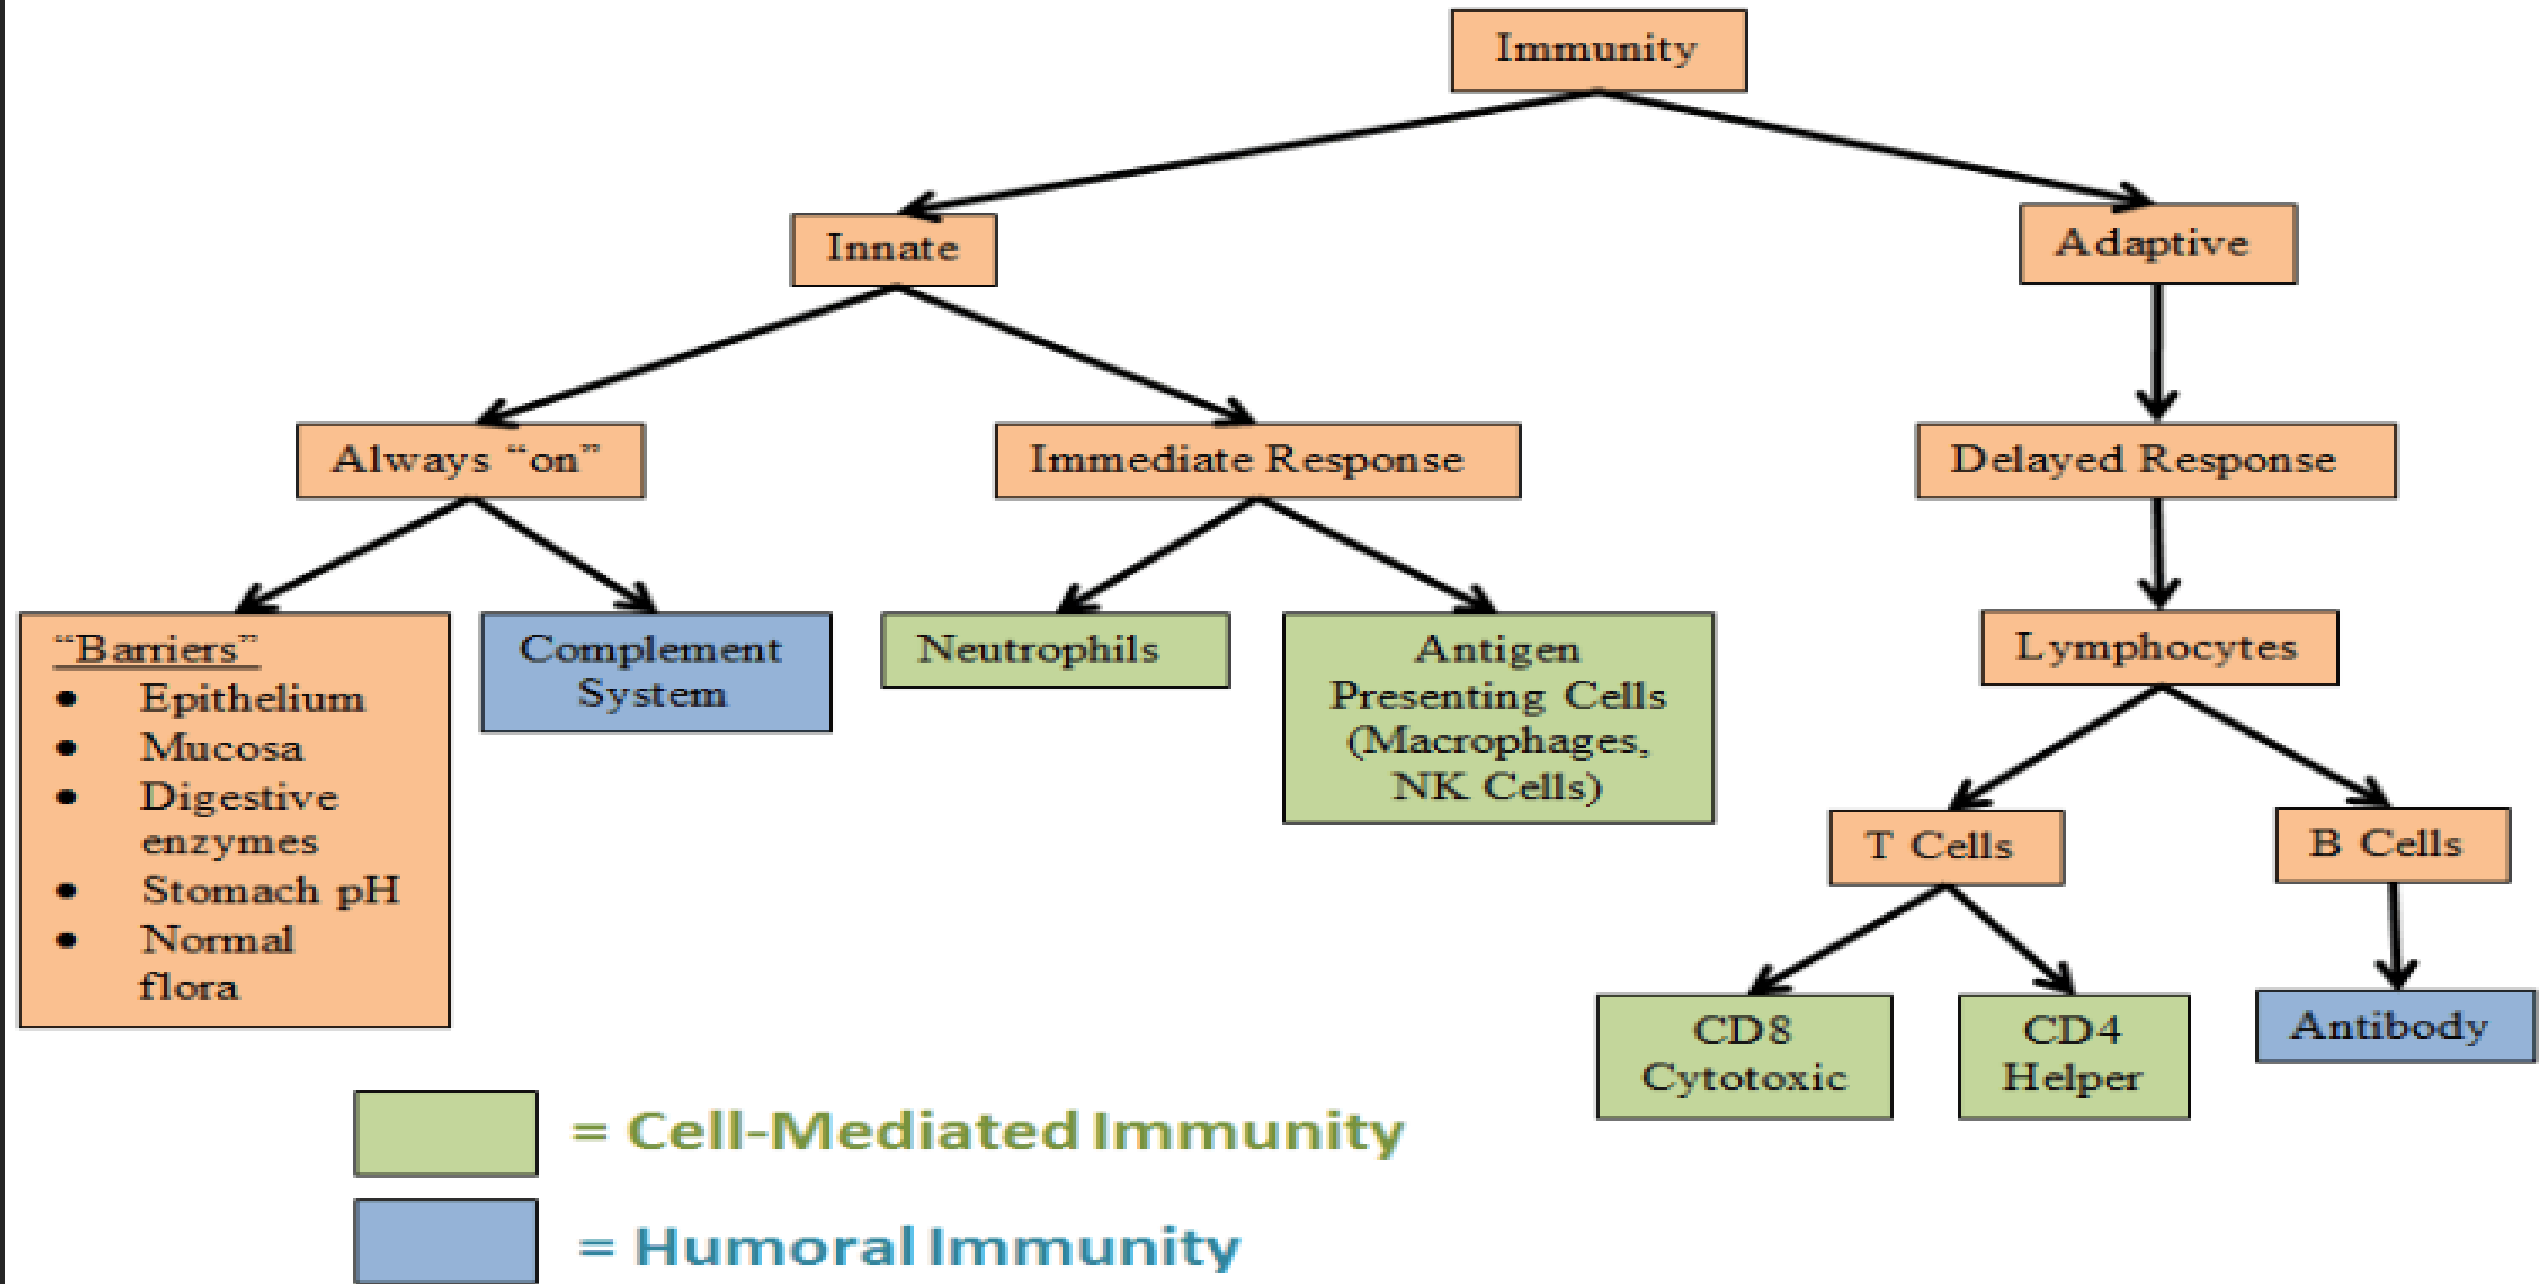 Immunity
Innate
Adaptive
Always “on”
Immediate Response
Delayed Response
“Barriers”
• Epithelium
• Mucosa
• Digestive
enzymes
• Stomach pH
• Normal
flora
Complement
System
Neutrophils
Antigen
Presenting Cells
(Macrophages,
NK Cells)
Lymphocytes
T Cells
B Cells
CD8
Cytotoxic
CD4
Helper
Antibody
= Cell-Mediated Immunity
= Humoral Immunity